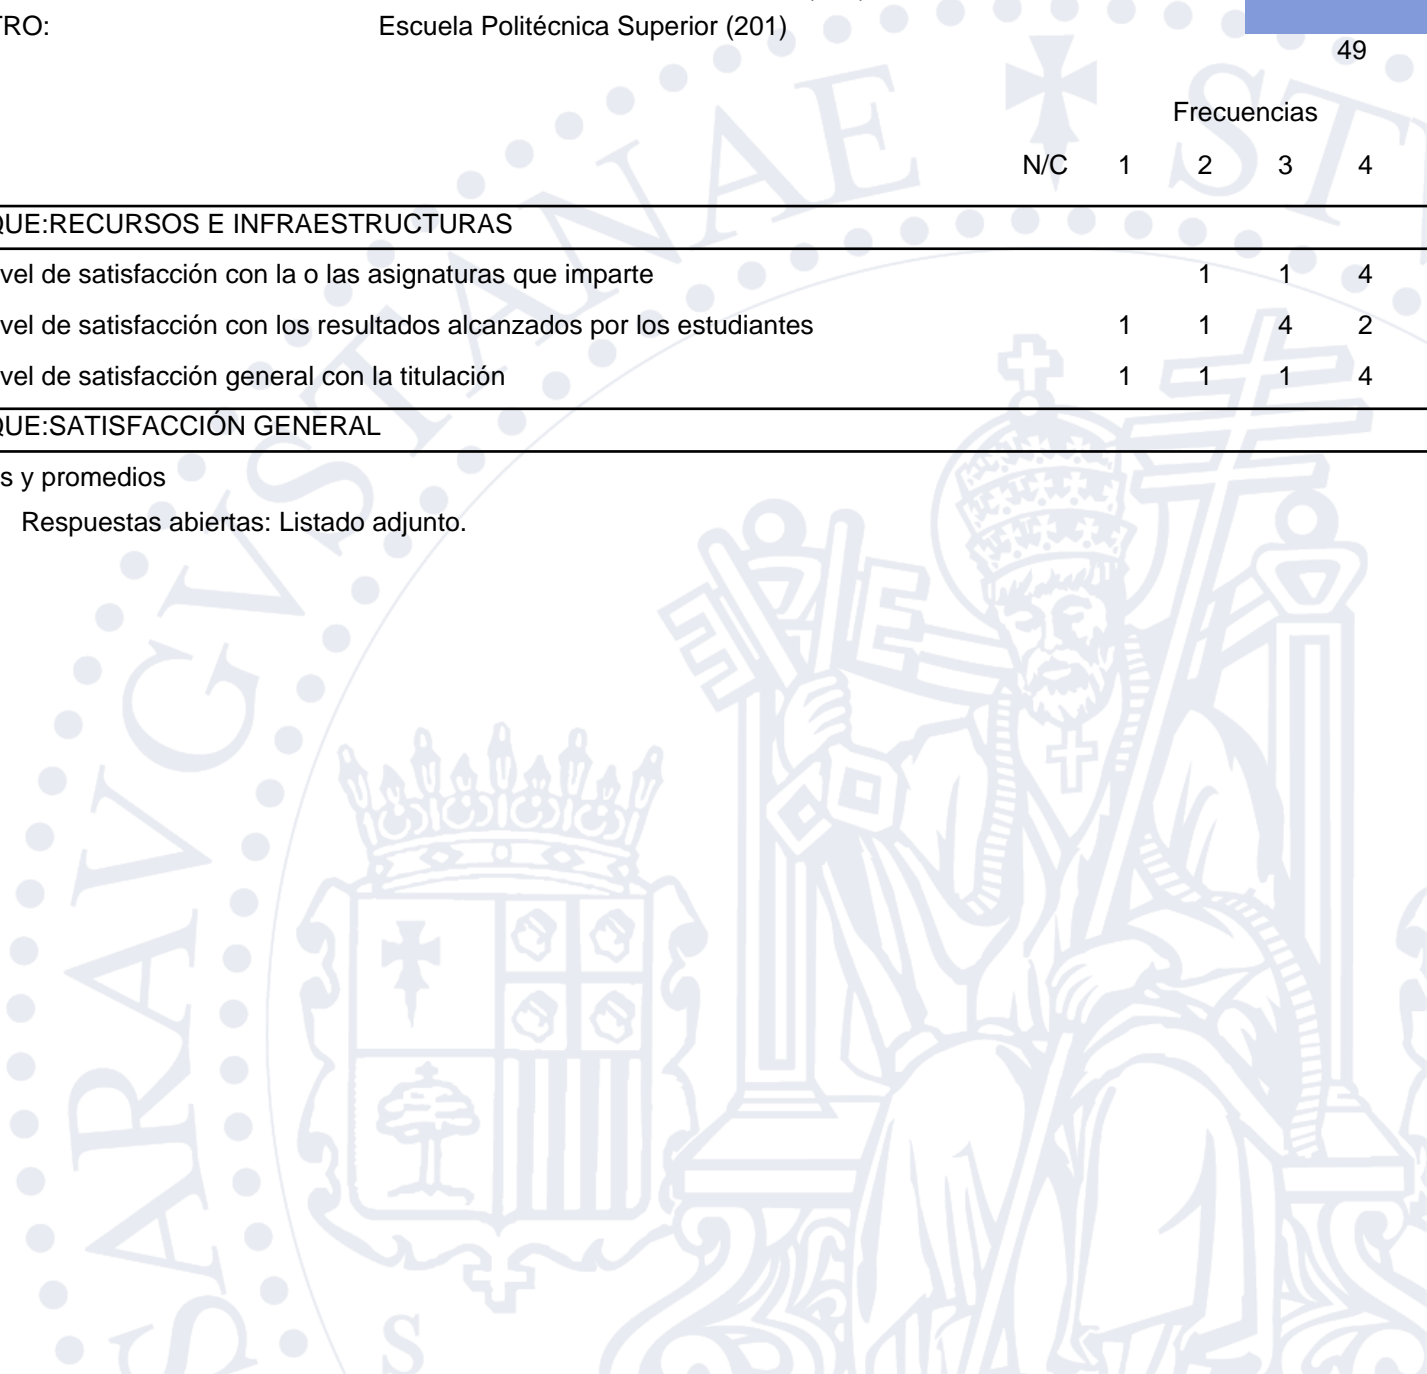 TRO: Escuela Politécnica Superior (201)
49
Frecuencias
N/C 1 2 3 4
QUE:RECURSOS E INFRAESTRUCTURAS
vel de satisfacción con la o las asignaturas que imparte 1 1 4
vel de satisfacción con los resultados alcanzados por los estudiantes 1 1 4 2
vel de satisfacción general con la titulación 1 1 1 4
QUE:SATISFACCIÓN GENERAL
s y promedios
Respuestas abiertas: Listado adjunto.